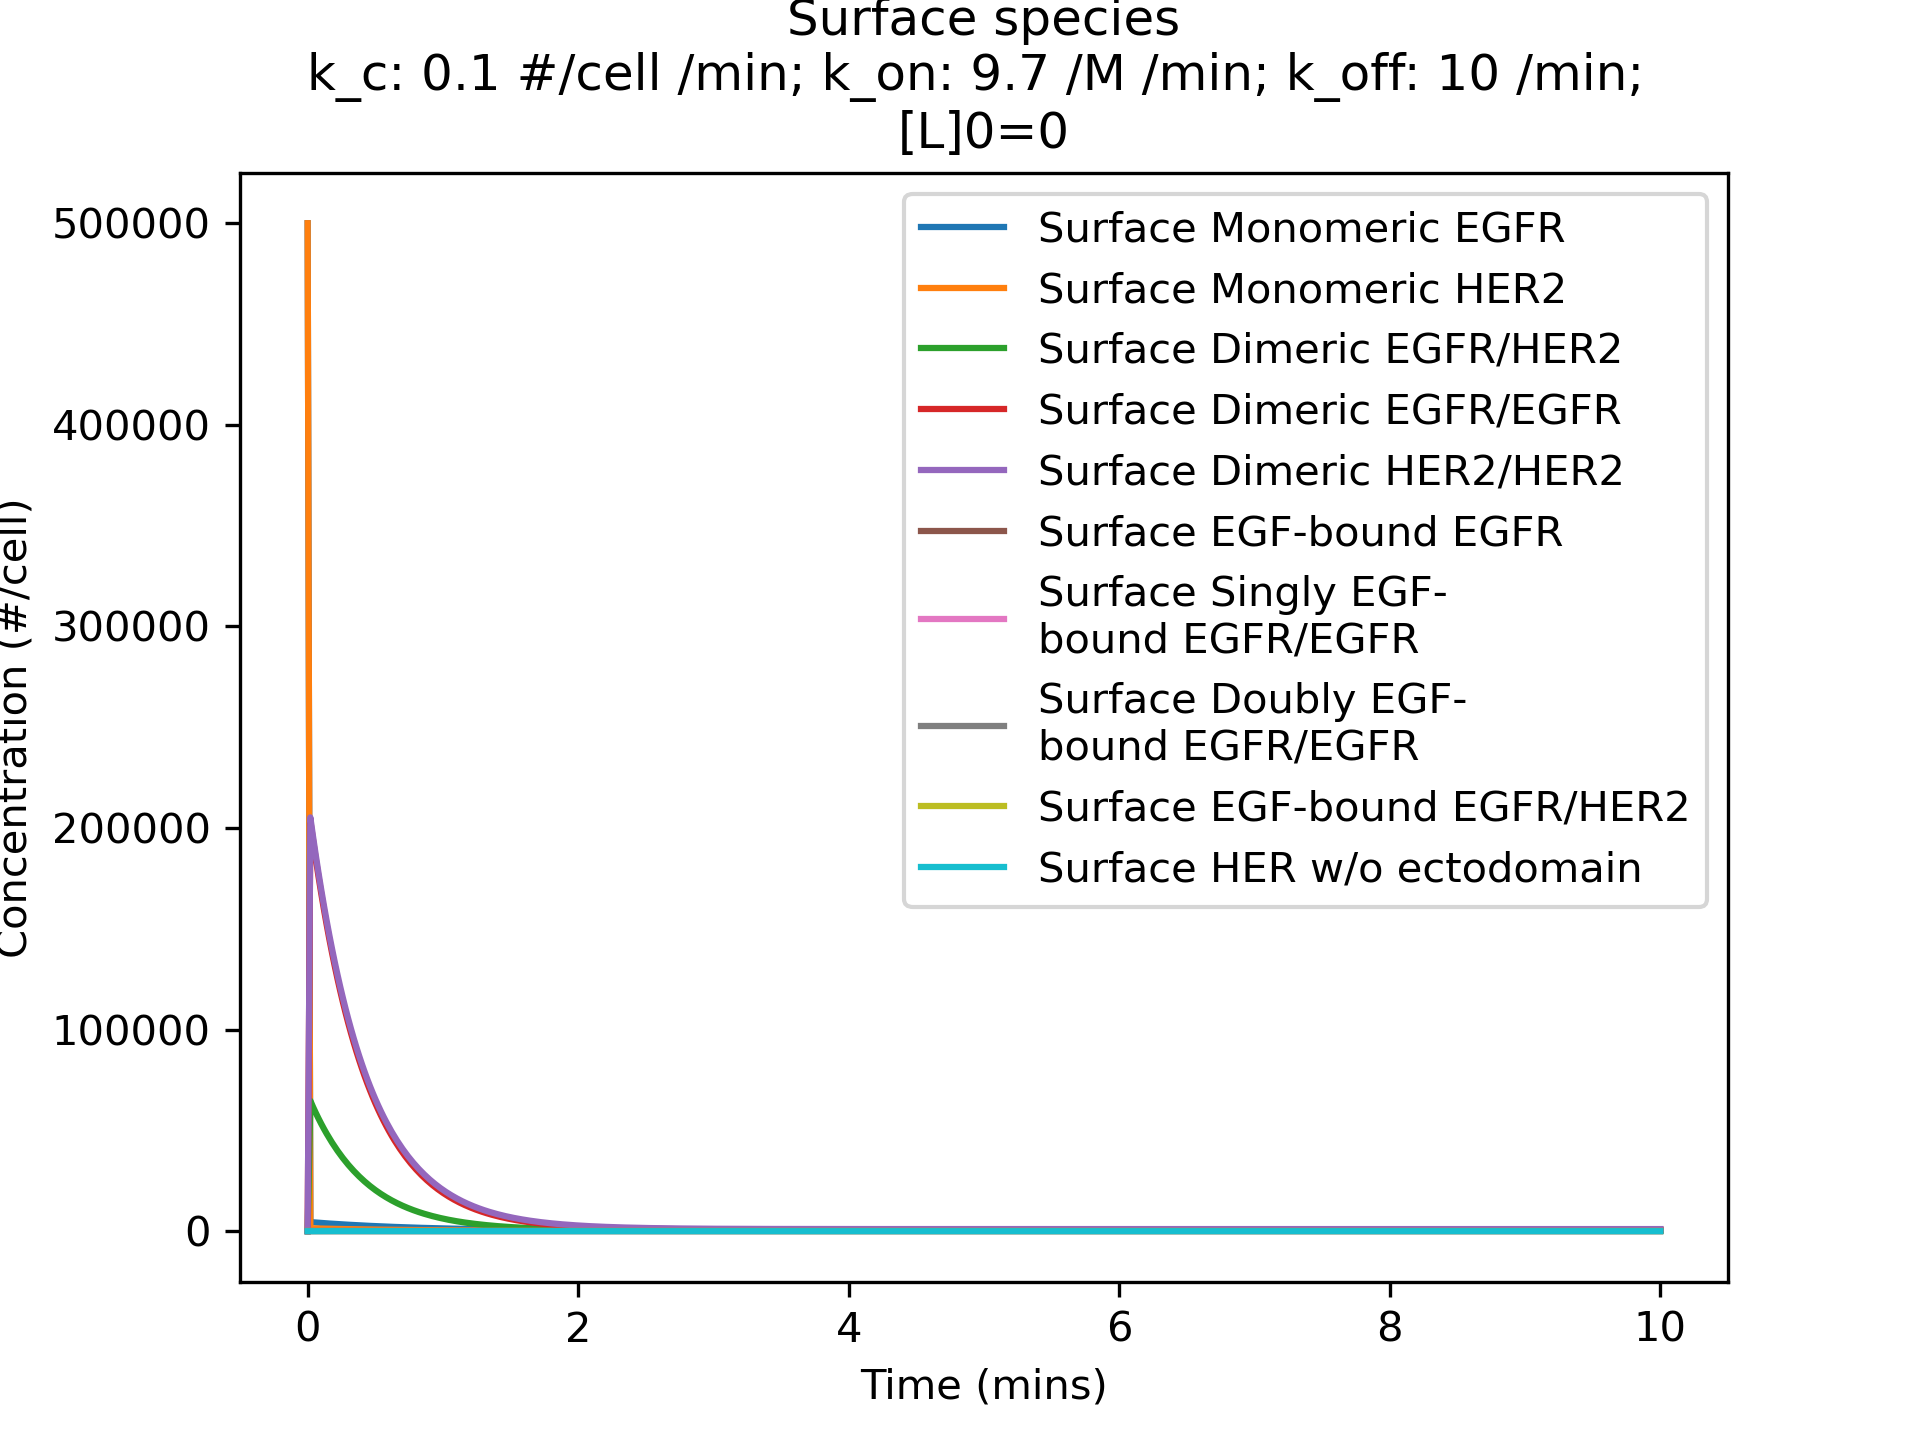 Surface species
k_c: 0.1 #/cell /min; k_on: 9.7 /M /min; k_off: 10 /min;
[L]0=0
Concentration (#/cell)
500000
400000
300000
200000
100000
0
Surface Monomeric EGFR
Surface Monomeric HER2
Surface Dimeric EGFR/HER2
Surface Dimeric EGFR/EGFR
Surface Dimeric HER2/HER2
Surface EGF-bound EGFR
Surface Singly EGF-
bound EGFR/EGFR
Surface Doubly EGF-
bound EGFR/EGFR
Surface EGF-bound EGFR/HER2
Surface HER w/o ectodomain
0 2 4 6 8 10
Time (mins)